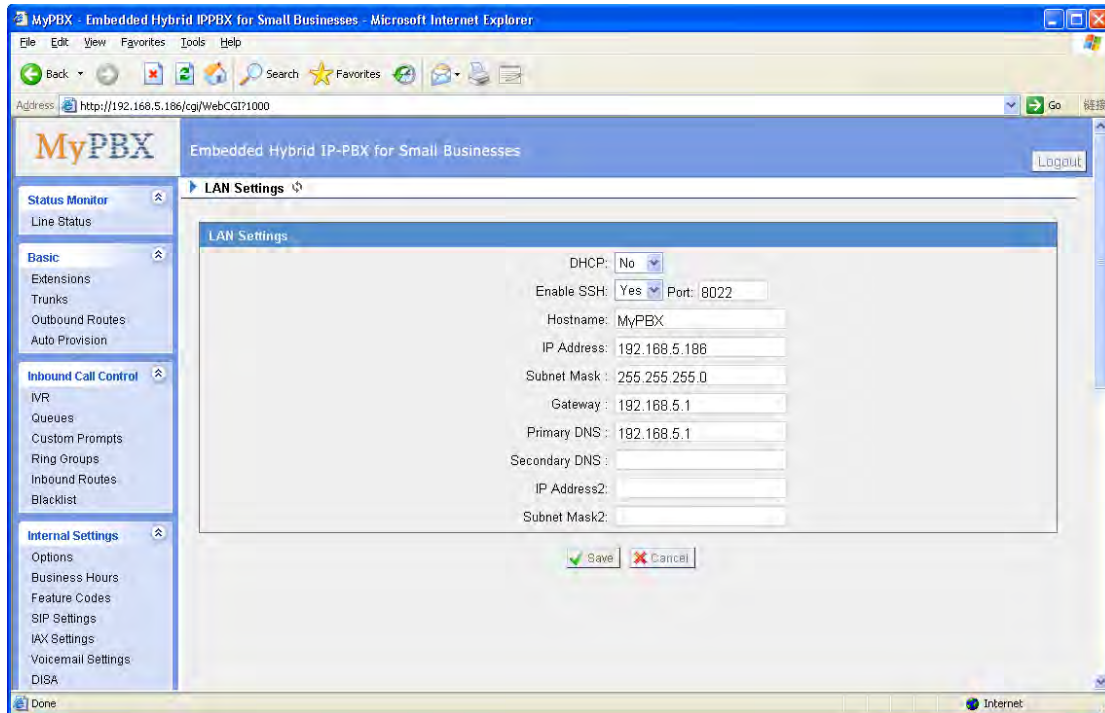 MyPBX - Embedded Hybrid IPPBX for Small Businesses - Microsoft Internet Explorer
File Edit View Favorites Tools Help
Back Search Favorites
Address http://192.168.5.186/cgi/WebCGI?1000 Go 链接
MyPBX
Embedded Hybrid IP-PBX for Small Businesses
Logout
Status Monitor
Line Status
Basic
Extensions
Trunks
Outbound Routes
Auto Provision
Inbound Call Control
IVR
Queues
Custom Prompts
Ring Groups
Inbound Routes
Blacklist
Internal Settings
Options
Business Hours
Feature Codes
SIP Settings
IAX Settings
Voicemail Settings
DISA
LAN Settings
LAN Settings
DHCP: No
Enable SSH: Yes Port: 8022
Hostname: MyPBX
IP Address: 192.168.5.186
Subnet Mask : 255.255.255.0
Gateway : 192.168.5.1
Primary DNS : 192.168.5.1
Secondary DNS :
IP Address2:
Subnet Mask2:
Save Cancel
Done Internet